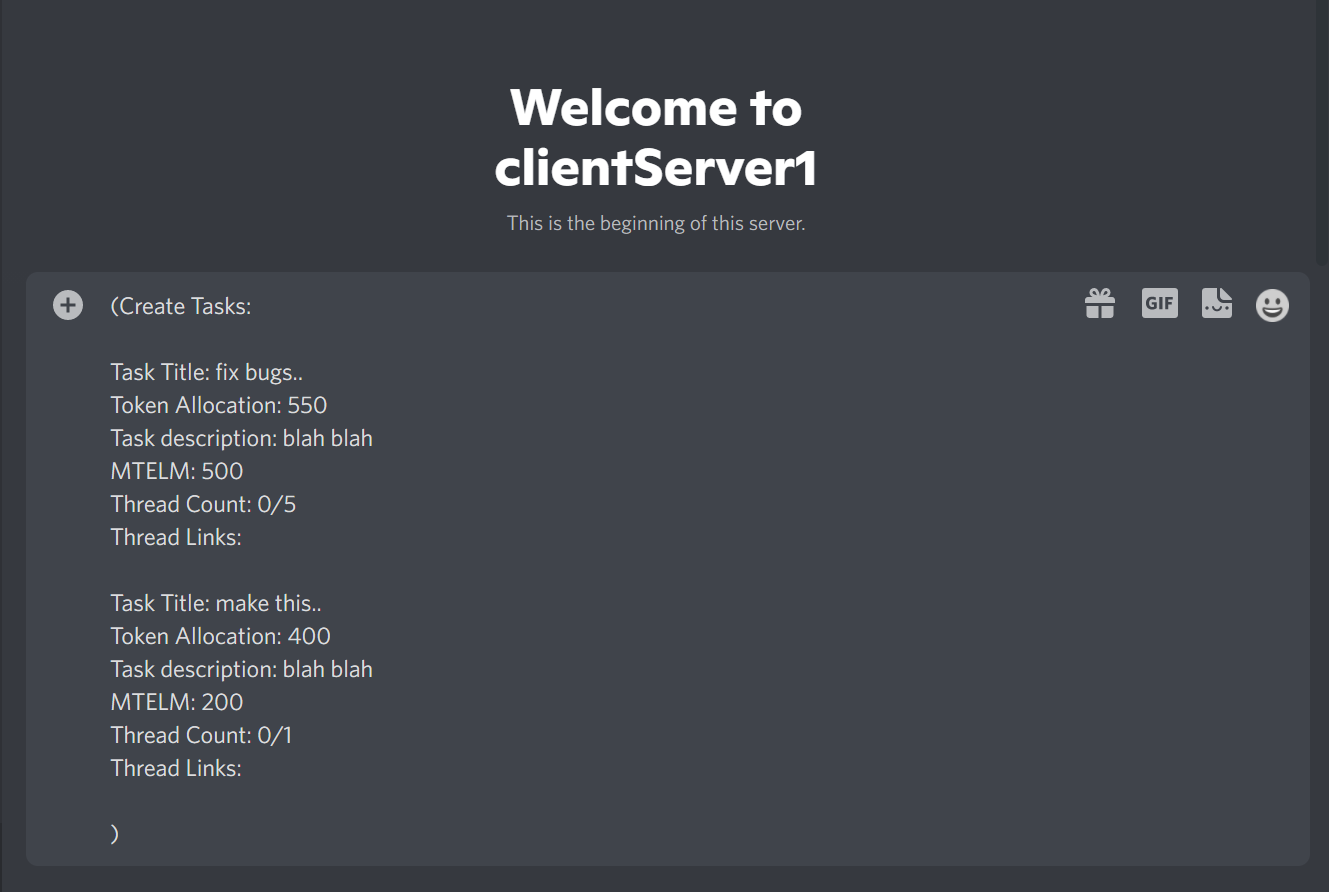 Welcome to
clientServer1
This is the beginning of this server.
(Create Tasks:
GIF
Task Title: fix bugs..
Token Allocation: 550
Task description: blah blah
MTELM: 500
Thread Count: 0/5
Thread Links:
Task Title: make this..
Token Allocation: 400
Task description: blah blah
MTELM: 200
Thread Count: 0/1
Thread Links:
)